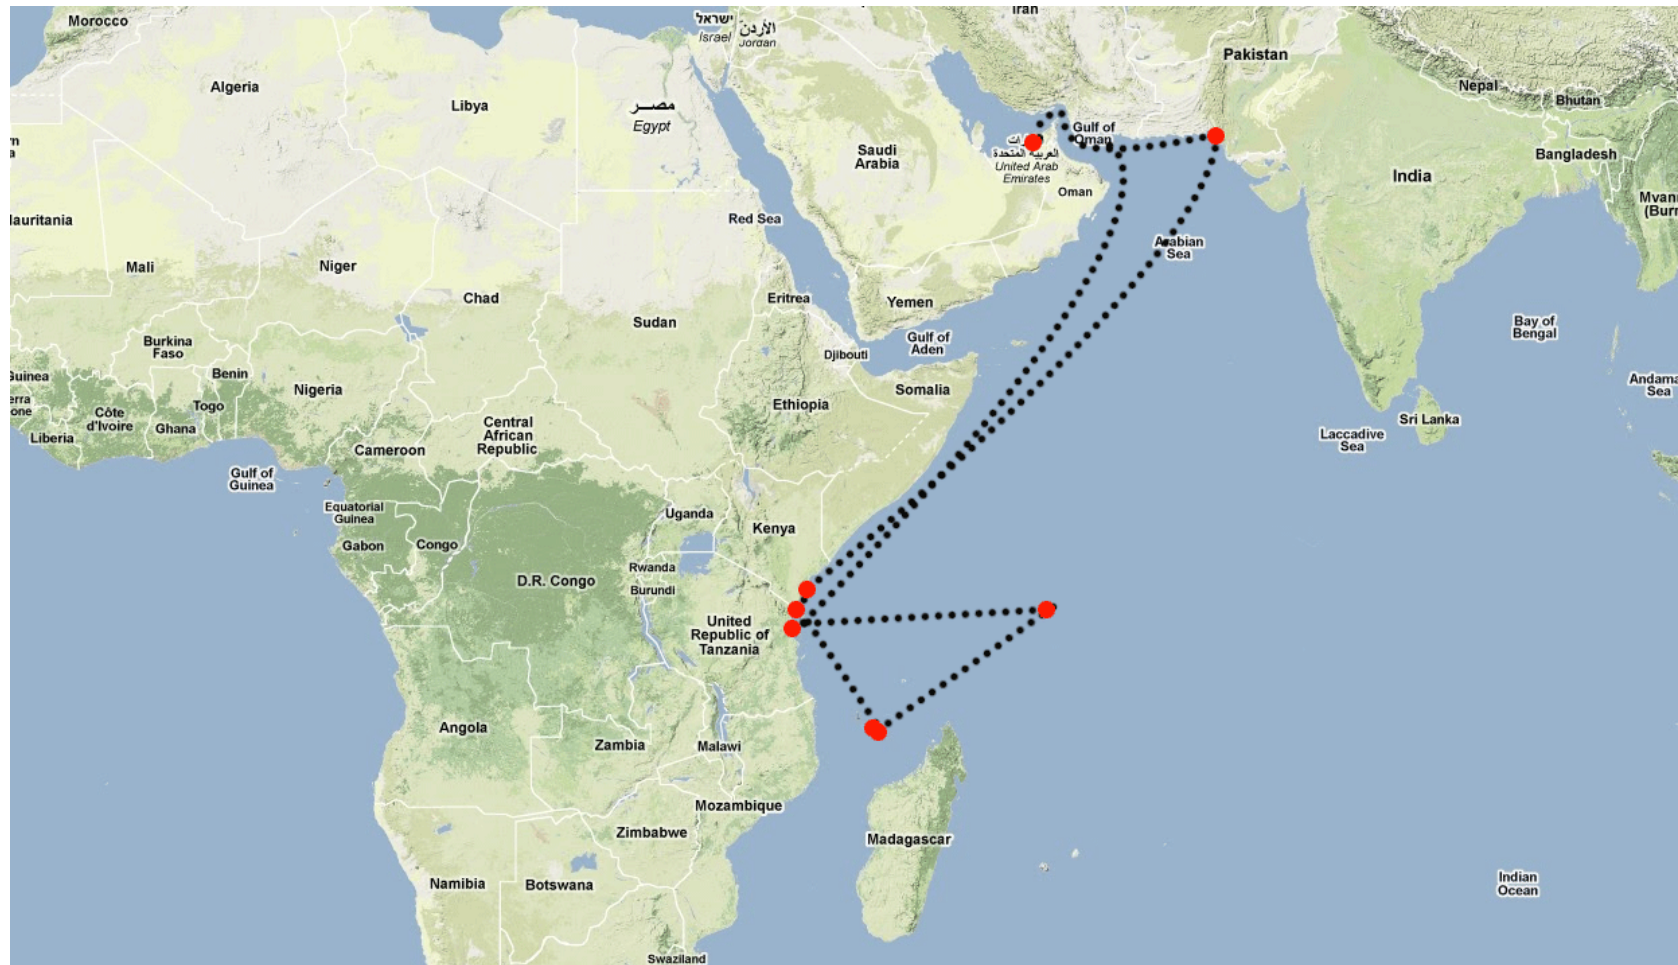 Morocco
ישראל
Israel
الأردن
Jordan
Iran
Pakistan
Algeria
Libya
مصر
Egypt
Nepal
Bhutan
Gulf of
Oman
Saudi
Arabia
العربية المتحدة
United Arab
Emirates
Oman
Bangladesh
India
Red Sea
Arabian
Sea
Mali
Niger
Chad
Eritrea
Yemen
Sudan
Burkina
Faso
Gulf of
Aden
Djibouti
Bay of
Bengal
Benin
Nigeria
Togo
Côte
d'Ivoire
Ghana
Liberia
Somalia
Ethiopia
Sri Lanka
Laccadive
Sea
Central
African
Republic
Cameroon
Gulf of
Guinea
Equatorial
Guinea
Gabon
Congo
Uganda
Kenya
Rwanda
Burundi
D.R. Congo
United
Republic of
Tanzania
Angola
Zambia
Malawi
Mozambique
Zimbabwe
Madagascar
Namibia
Botswana
Indian
Ocean
Swaziland